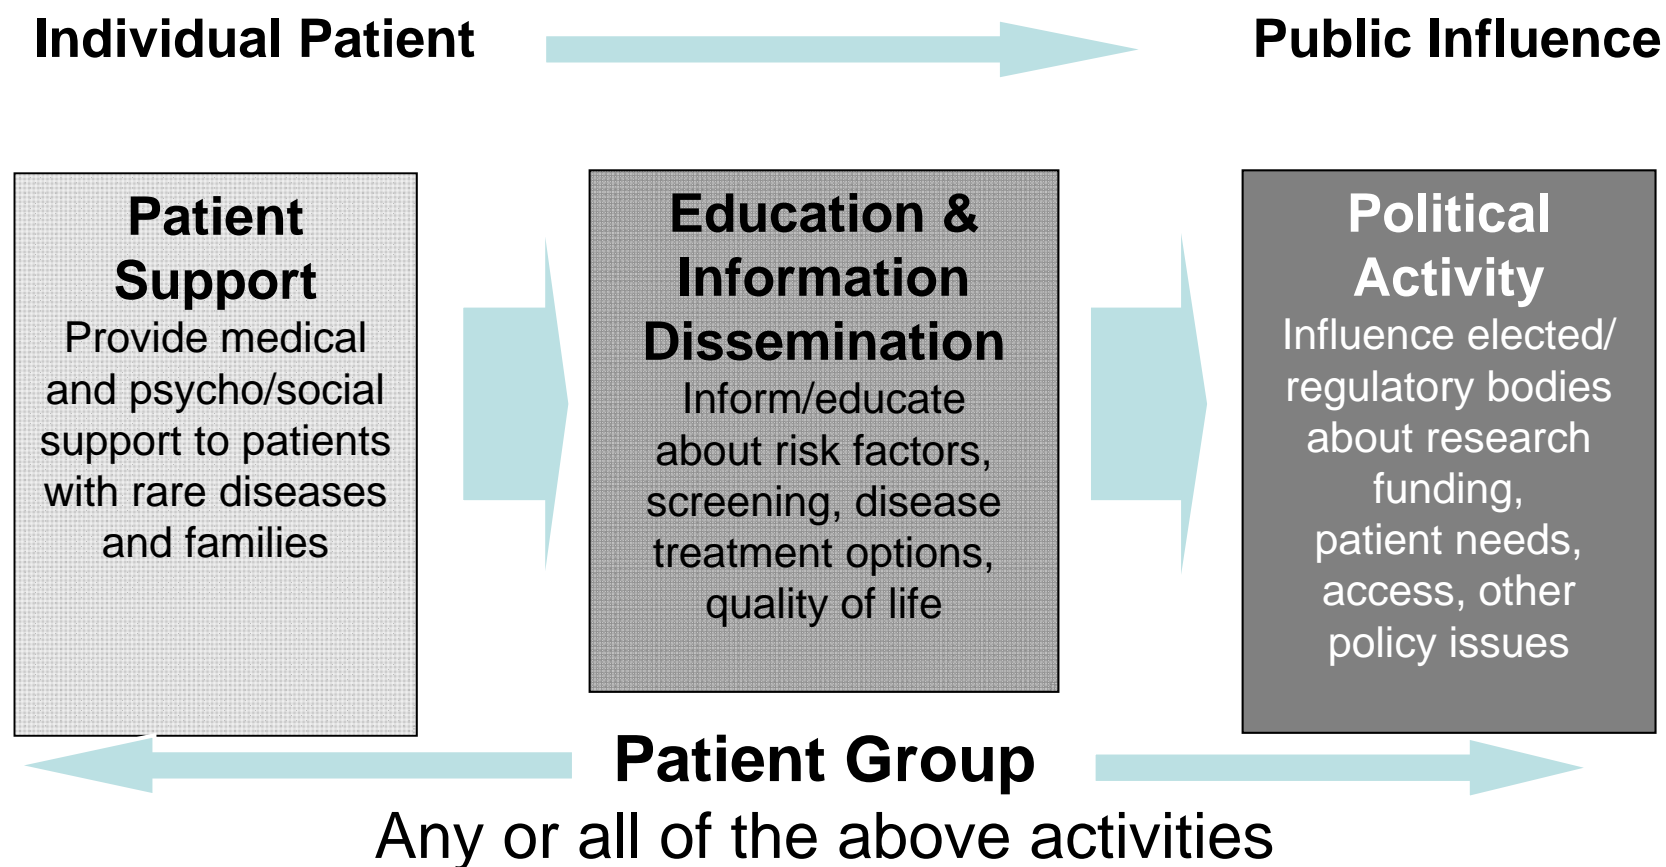 Individual Patient
Public Influence
Patient
Support
Provide medical
and psycho/social
support to patients
with rare diseases
and families
Education &
Information
Dissemination
Inform/educate
about risk factors,
screening, disease
treatment options,
quality of life
Political
Activity
Influence elected/
regulatory bodies
about research
funding,
patient needs,
access, other
policy issues
Patient Group
Any or all of the above activities